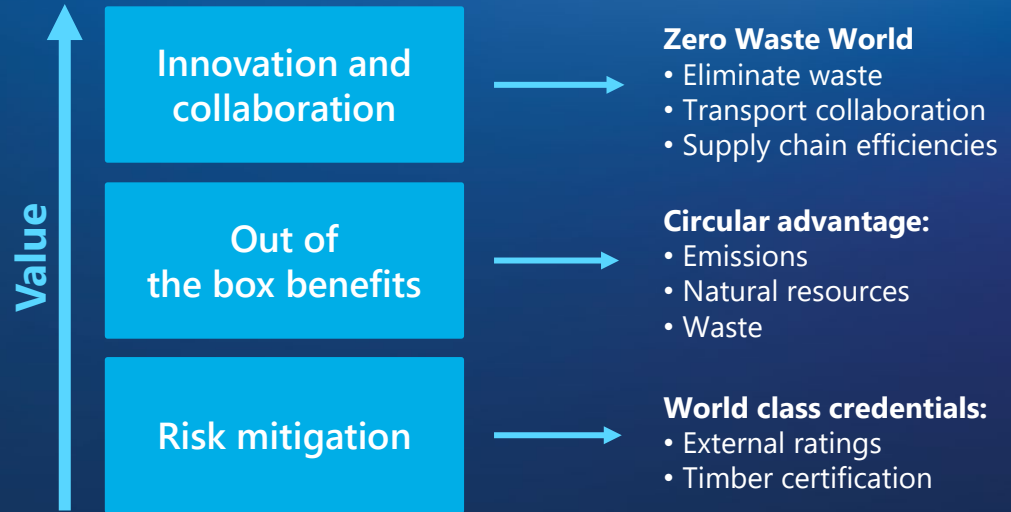 Value
Innovation and
collaboration
Zero Waste World
• Eliminate waste
• Transport collaboration
• Supply chain efficiencies
Out of
the box benefits
Circular advantage:
• Emissions
• Natural resources
• Waste
Risk mitigation
World class credentials:
• External ratings
• Timber certification